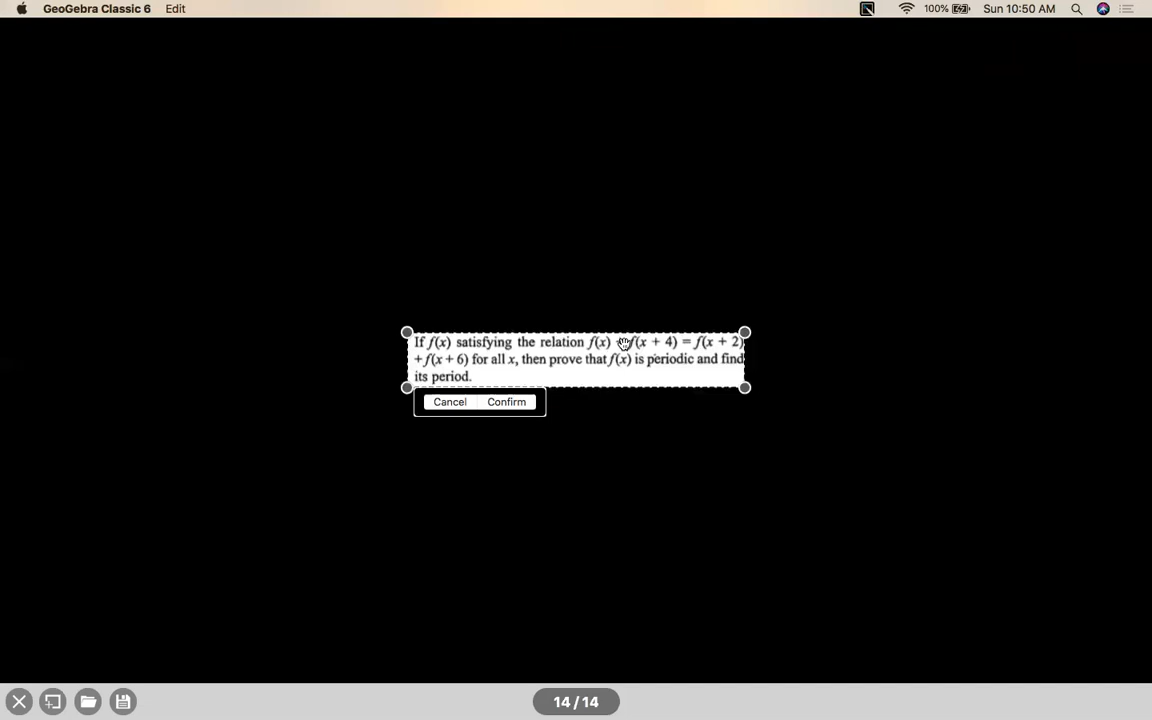 GeoGebra Classic 6 Edit 100% Sun 10:50 AM
If f(x) satisfying the relation f(x) f(x + 4) = f(x + 2)
+ f(x + 6) for all x, then prove that f(x) is periodic and find
its period.
Cancel Confirm
14 / 14